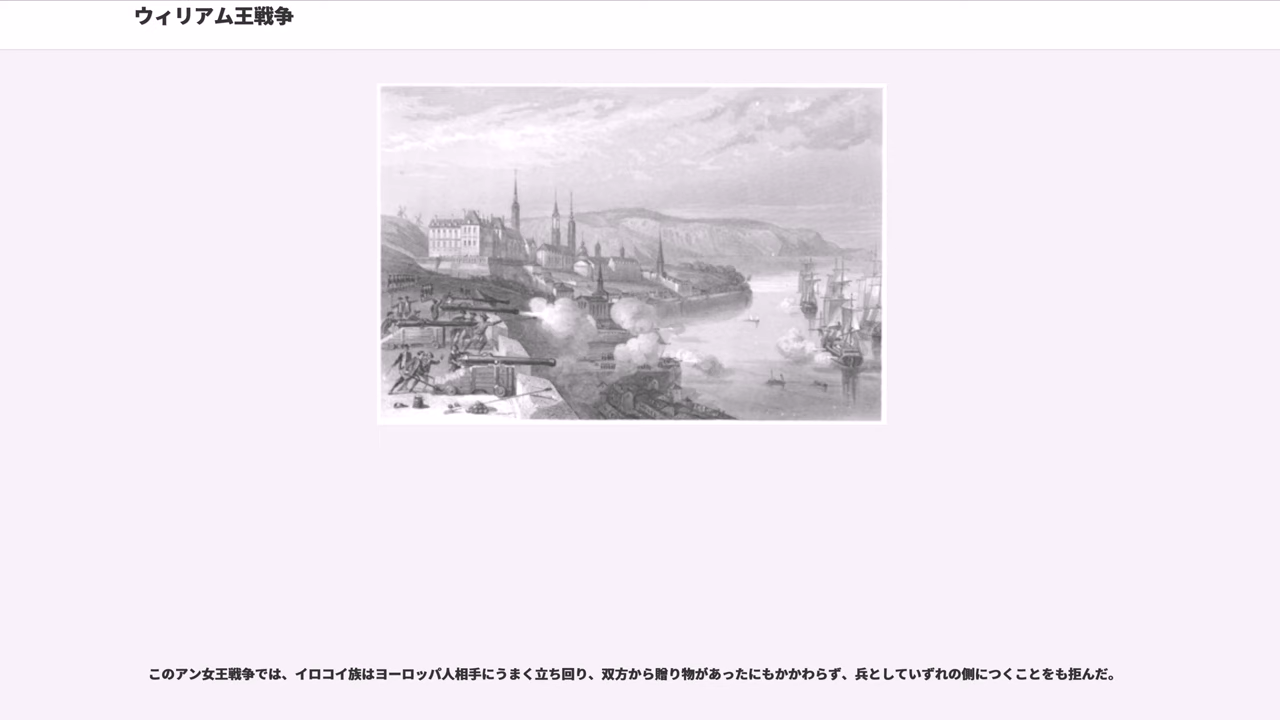 ウィリアム王戦争
このアン女王戦争では、イロコイ族はヨーロッパ人相手にうまく立ち回り、双方から贈り物があったにもかかわらず、兵としていずれの側につくことをも拒んだ。